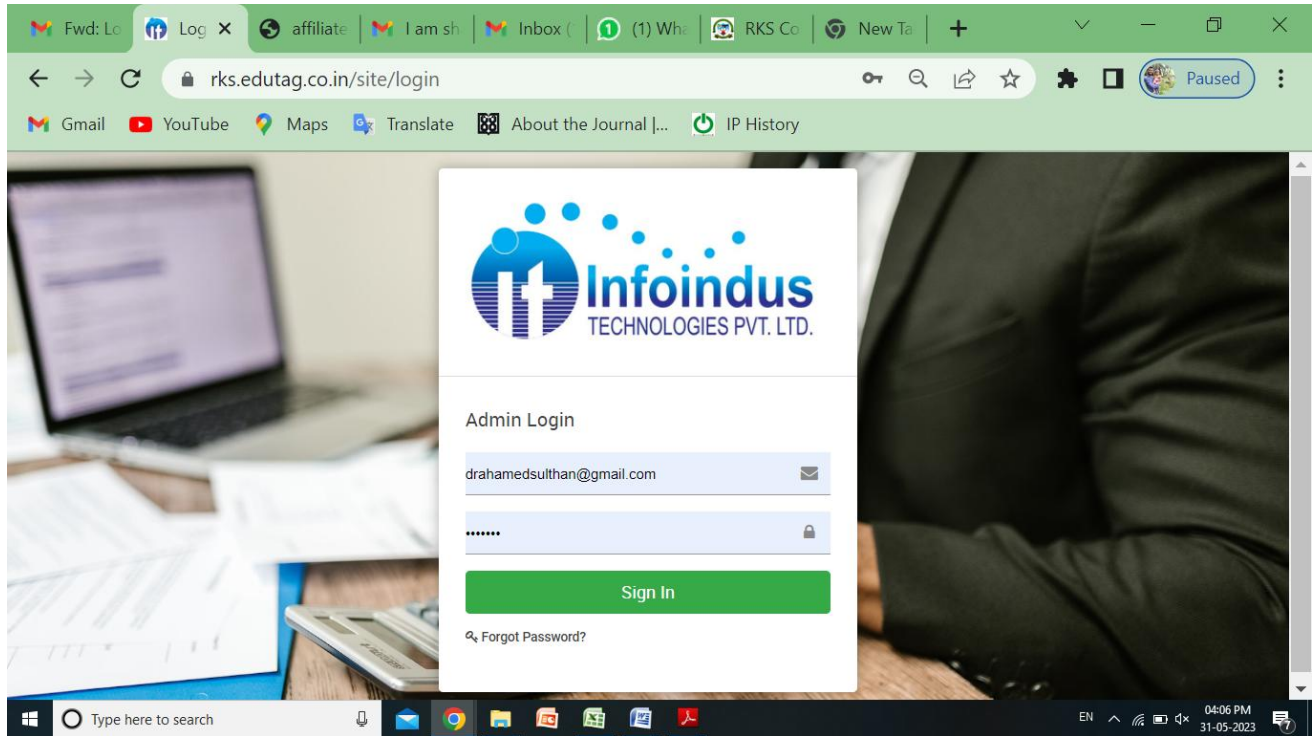 Fwd: Lo
Log
affiliate
I am sh
Inbox (
(1) Wha
RKS Co
New Ta
rks.edutag.co.in/site/login
Paused
Gmail
YouTube
Maps
Translate
About the Journal |...
IP History
it
Infoindus
TECHNOLOGIES PVT. LTD.
Admin Login
drahamedsulthan@gmail.com
•••••••
Sign In
Forgot Password?
Type here to search
EN
04:06 PM
31-05-2023
7